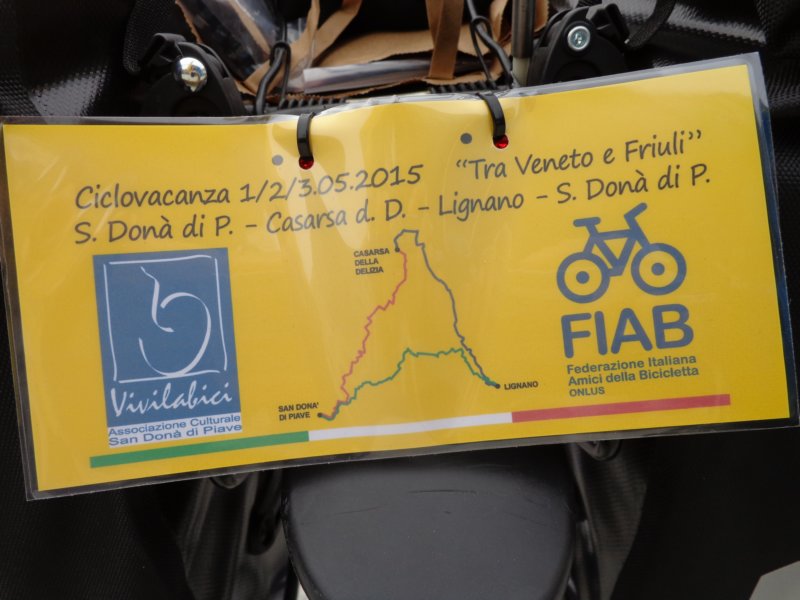 Ciclovacanza 1/2/3.05.2015 "Tra Veneto e Friuli"
S. Donà di P. - Casarsa d. D. - Lignano - S. Donà di P.
Vivilabici
Associazione Culturale
San Donà di Piave
CASARSA
DELLA
DELIZIA
SAN DONA'
DI PIAVE
LIGNANO
FIAB
Federazione Italiana
Amici della Bicicletta
ONLUS